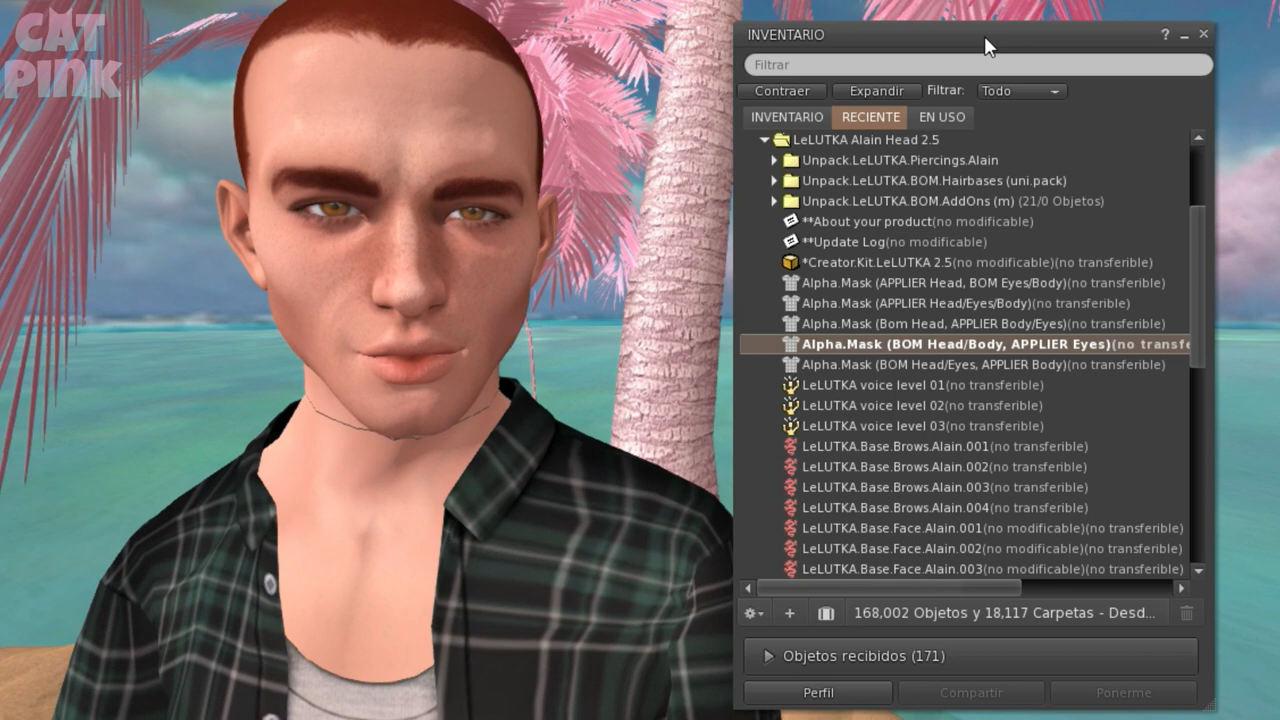 CAT
PINK
INVENTARIO
?
Filtrar
Contraer Expandir Filtrar: Todo
INVENTARIO RECIENTE EN USO
LeLUTKA Alain Head 2.5
Unpack.LeLUTKA.Piercings.Alain
Unpack.LeLUTKA.BOM.Hairbases (uni.pack)
Unpack.LeLUTKA.BOM.AddOns (m) (21/0 Objetos)
**About your product(no modificable)
**Update Log(no modificable)
*Creator.Kit.LeLUTKA 2.5(no modificable)(no transferible)
Alpha.Mask (APPLIER Head, BOM Eyes/Body)(no transferible)
Alpha.Mask (APPLIER Head/Eyes/Body)(no transferible)
Alpha.Mask (Bom Head, APPLIER Body/Eyes)(no transferible)
Alpha.Mask (BOM Head/Body, APPLIER Eyes)(no transfe
Alpha.Mask (BOM Head/Eyes, APPLIER Body)(no transferible)
LeLUTKA voice level 01(no transferible)
LeLUTKA voice level 02(no transferible)
LeLUTKA voice level 03(no transferible)
LeLUTKA.Base.Brows.Alain.001(no transferible)
LeLUTKA.Base.Brows.Alain.002(no transferible)
LeLUTKA.Base.Brows.Alain.003(no transferible)
LeLUTKA.Base.Brows.Alain.004(no transferible)
LeLUTKA.Base.Face.Alain.001(no modificable)(no transferible)
LeLUTKA.Base.Face.Alain.002(no modificable)(no transferible)
LeLUTKA.Base.Face.Alain.003(no modificable)(no transferible)
168,002 Objetos y 18,117 Carpetas - Desd...
Objetos recibidos (171)
Perfil Compartir Ponerme